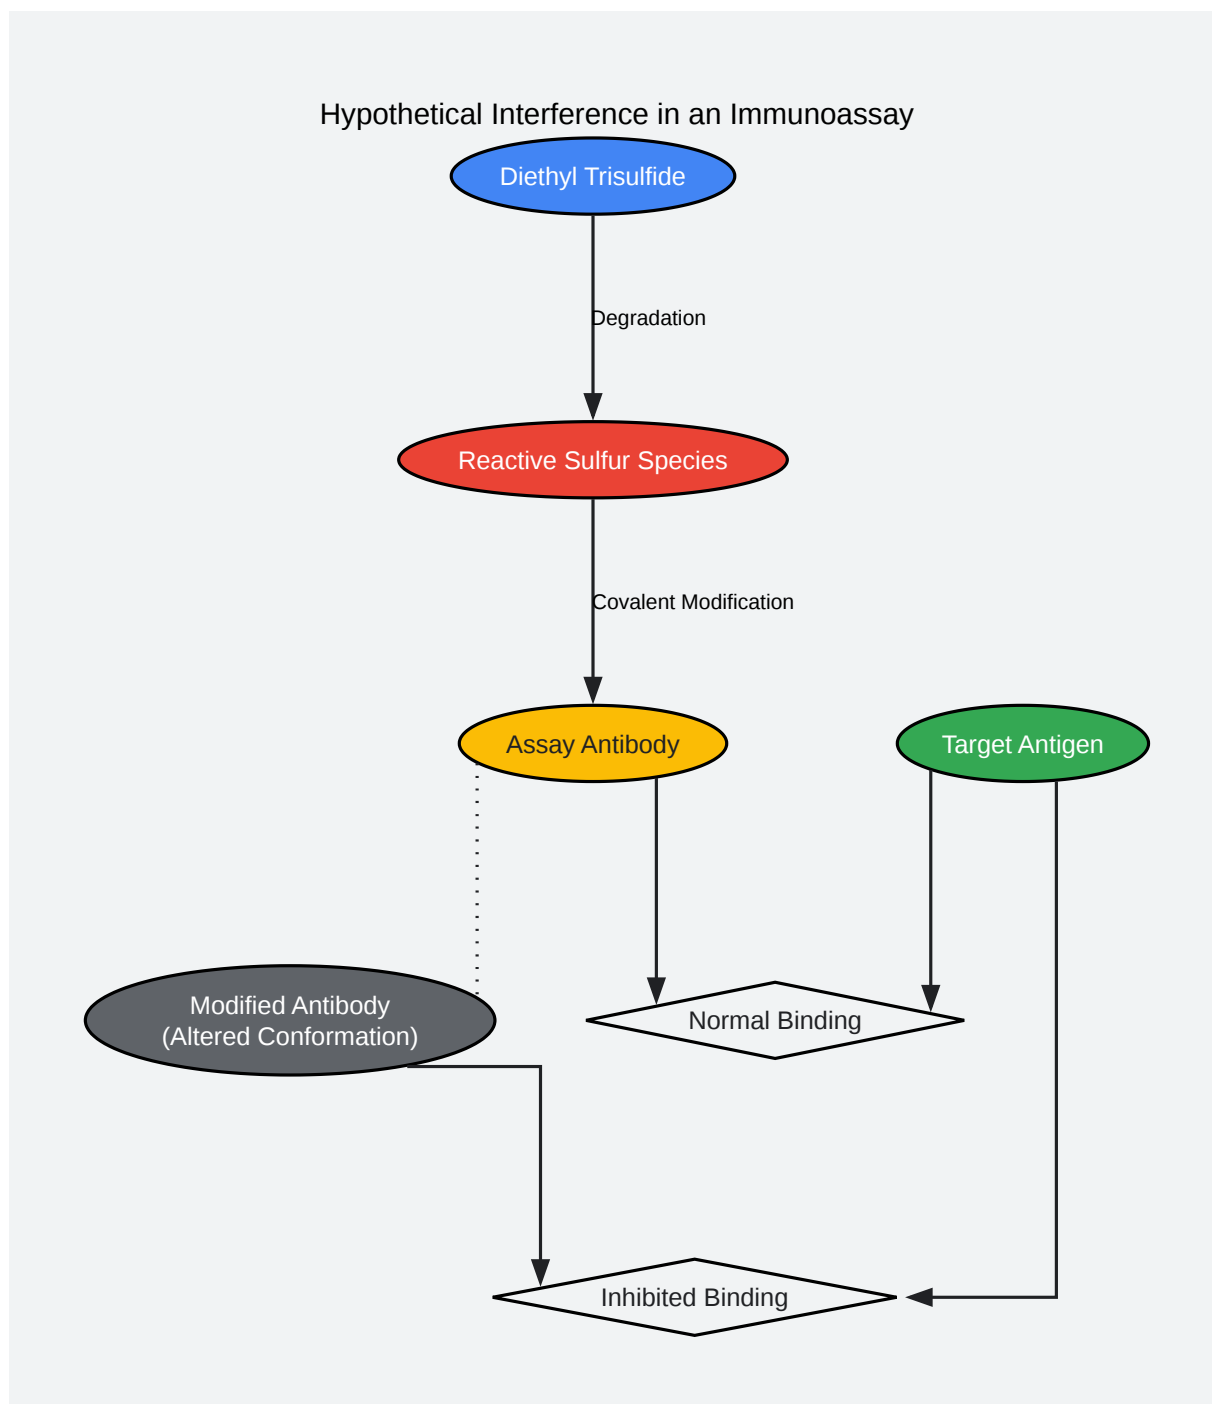 Hypothetical Interference in an Immunoassay
Diethyl Trisulfide
Degradation
Reactive Sulfur Species
Covalent Modification
Assay Antibody
Target Antigen
Modified Antibody
(Altered Conformation)
Normal Binding
Inhibited Binding